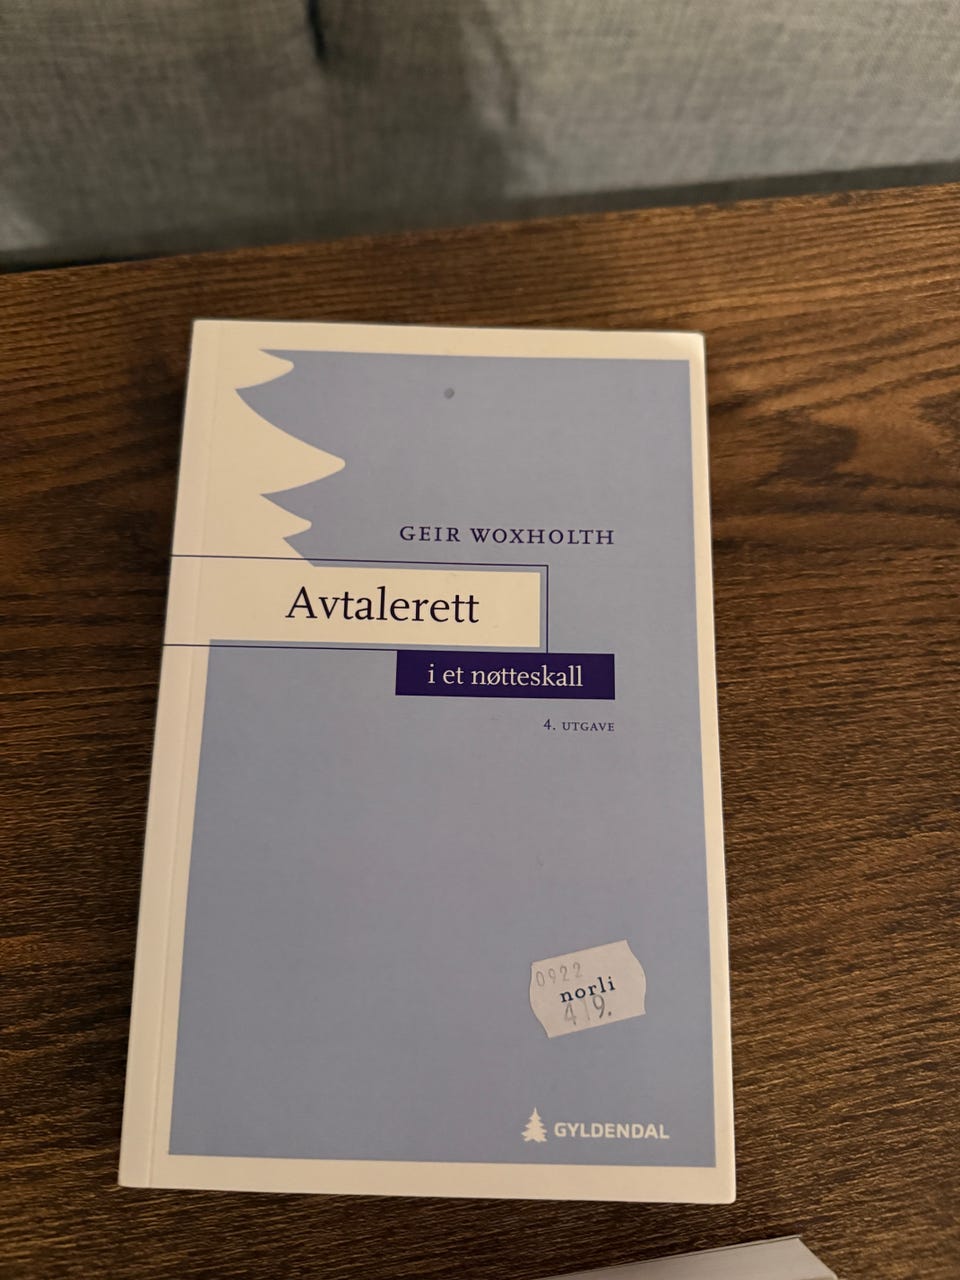 GEIR WOXHOLTH
Avtalerett
i et nøtteskall
4. UTGAVE
0922
norli
419.
GYLDENDAL